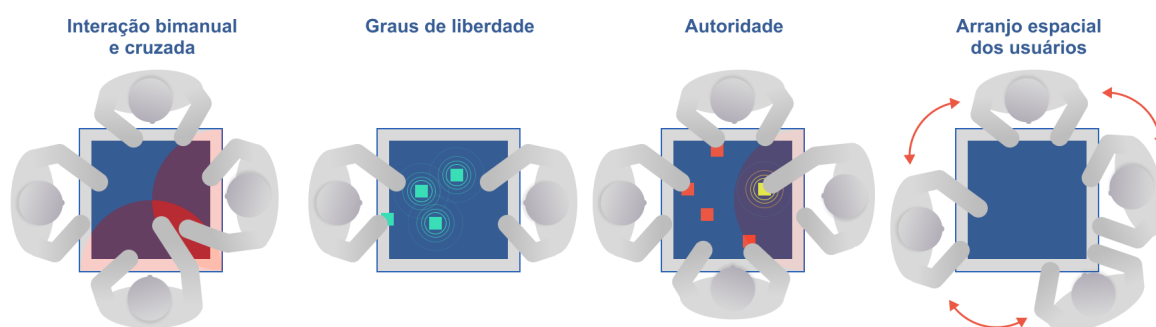 Interação bimanual
e cruzada
Graus de liberdade
Autoridade
Arranjo espacial
dos usuários